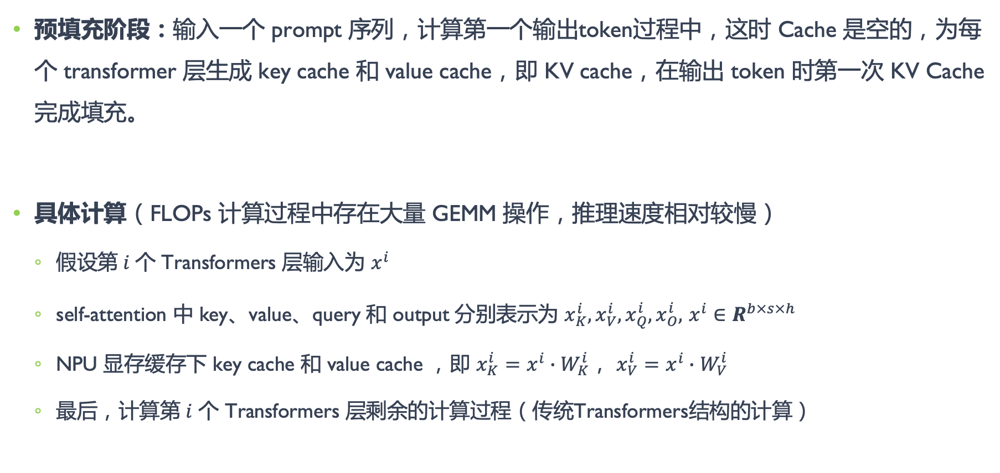 • 预填充阶段：输入一个 prompt 序列，计算第一个输出token过程中，这时 Cache 是空的，为每
个 transformer 层生成 key cache 和 value cache，即 KV cache，在输出 token 时第一次 KV Cache
完成填充。
• 具体计算（FLOPs 计算过程中存在大量 GEMM 操作，推理速度相对较慢）
◦ 假设第 $i$ 个 Transformers 层输入为 $x^i$
◦ self-attention 中 key、value、query 和 output 分别表示为 $x_K^i, x_V^i, x_Q^i, x_O^i, x^i \in \boldsymbol{R}^{b \times s \times h}$
◦ NPU 显存缓存下 key cache 和 value cache ，即 $x_K^i = x^i \cdot W_K^i$， $x_V^i = x^i \cdot W_V^i$
◦ 最后，计算第 $i$ 个 Transformers 层剩余的计算过程（传统Transformers结构的计算）